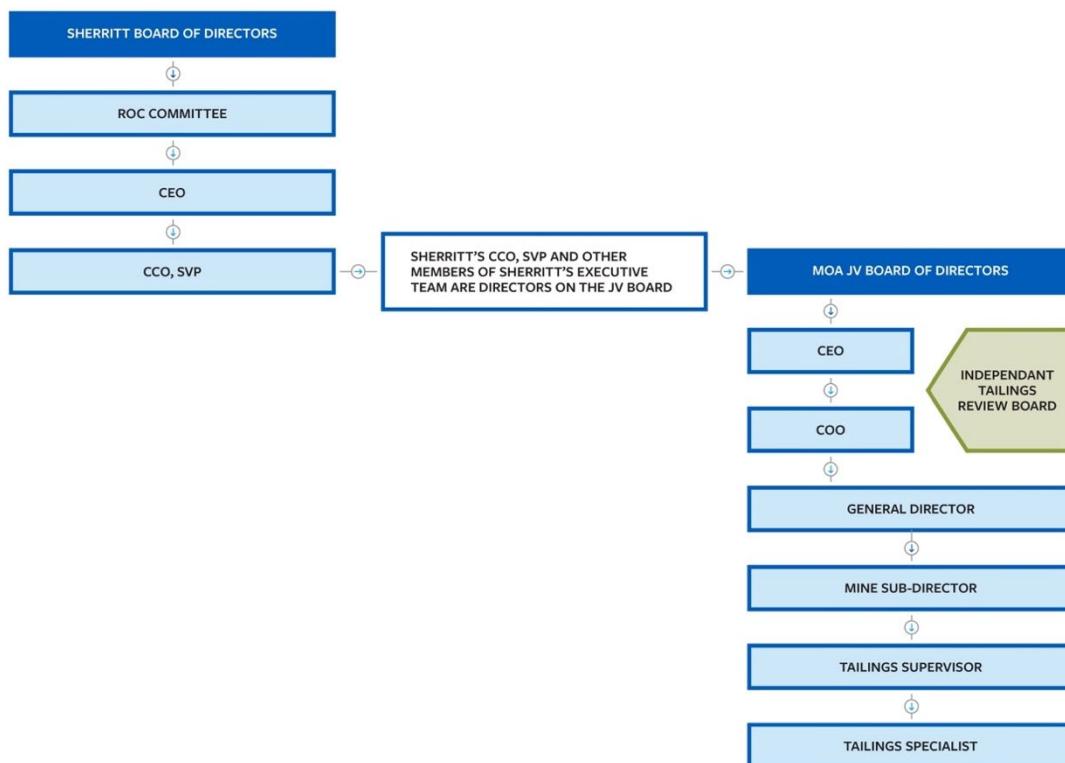 SHERRITT BOARD OF DIRECTORS
ROC COMMITTEE
CEO
CCO, SVP
SHERRITT’S CCO, SVP AND OTHER
MEMBERS OF SHERRITT’S EXECUTIVE
TEAM ARE DIRECTORS ON THE JV BOARD
MOA JV BOARD OF DIRECTORS
CEO
INDEPENDANT
TAILINGS
REVIEW BOARD
COO
GENERAL DIRECTOR
MINE SUB-DIRECTOR
TAILINGS SUPERVISOR
TAILINGS SPECIALIST